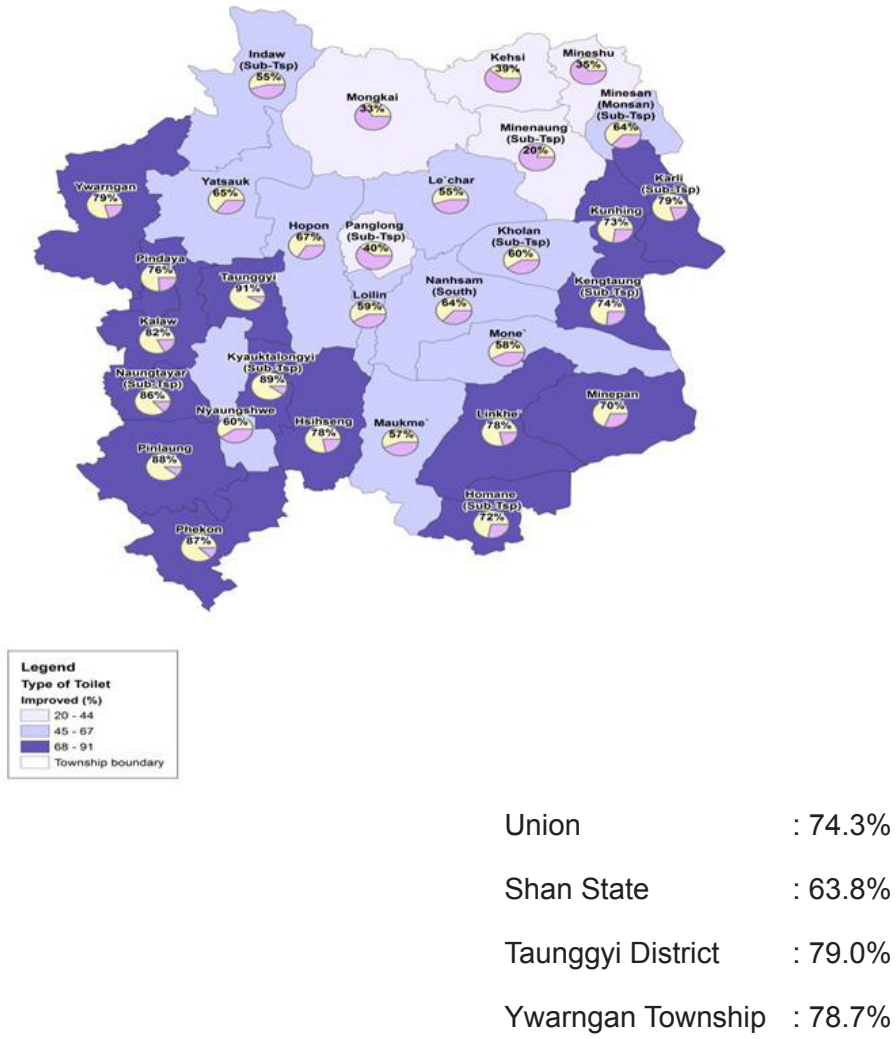 Indaw
(Sub-Tsp)
55%
Mongkai
33%
Kehsi
39%
Mineshu
35%
Minesan
(Monsan)
(Sub-Tsp)
64%
Minenaung
(Sub-Tsp)
20%
Ywarngan
79%
Yatsauk
65%
Le`char
55%
Karli
(Sub-Tsp)
79%
Hopon
67%
Panglong
(Sub-Tsp)
40%
Kholan
(Sub-Tsp)
60%
Kunhing
73%
Pindaya
76%
Taunggyi
91%
Loilin
59%
Nanhsam
(South)
64%
Kengtaung
(Sub-Tsp)
74%
Kalaw
82%
Kyauktalongyi
(Sub-Tsp)
89%
Mone`
58%
Naungtayar
(Sub-Tsp)
86%
Nyaungshwe
60%
Hsihseng
78%
Maukme`
57%
Linkhe`
78%
Minepan
70%
Pinlaung
88%
Homane
(Sub-Tsp)
72%
Phekon
87%
Legend
Type of Toilet
Improved (%)
20 - 44
45 - 67
68 - 91
Township boundary
Union : 74.3%
Shan State : 63.8%
Taunggyi District : 79.0%
Ywarngan Township : 78.7%